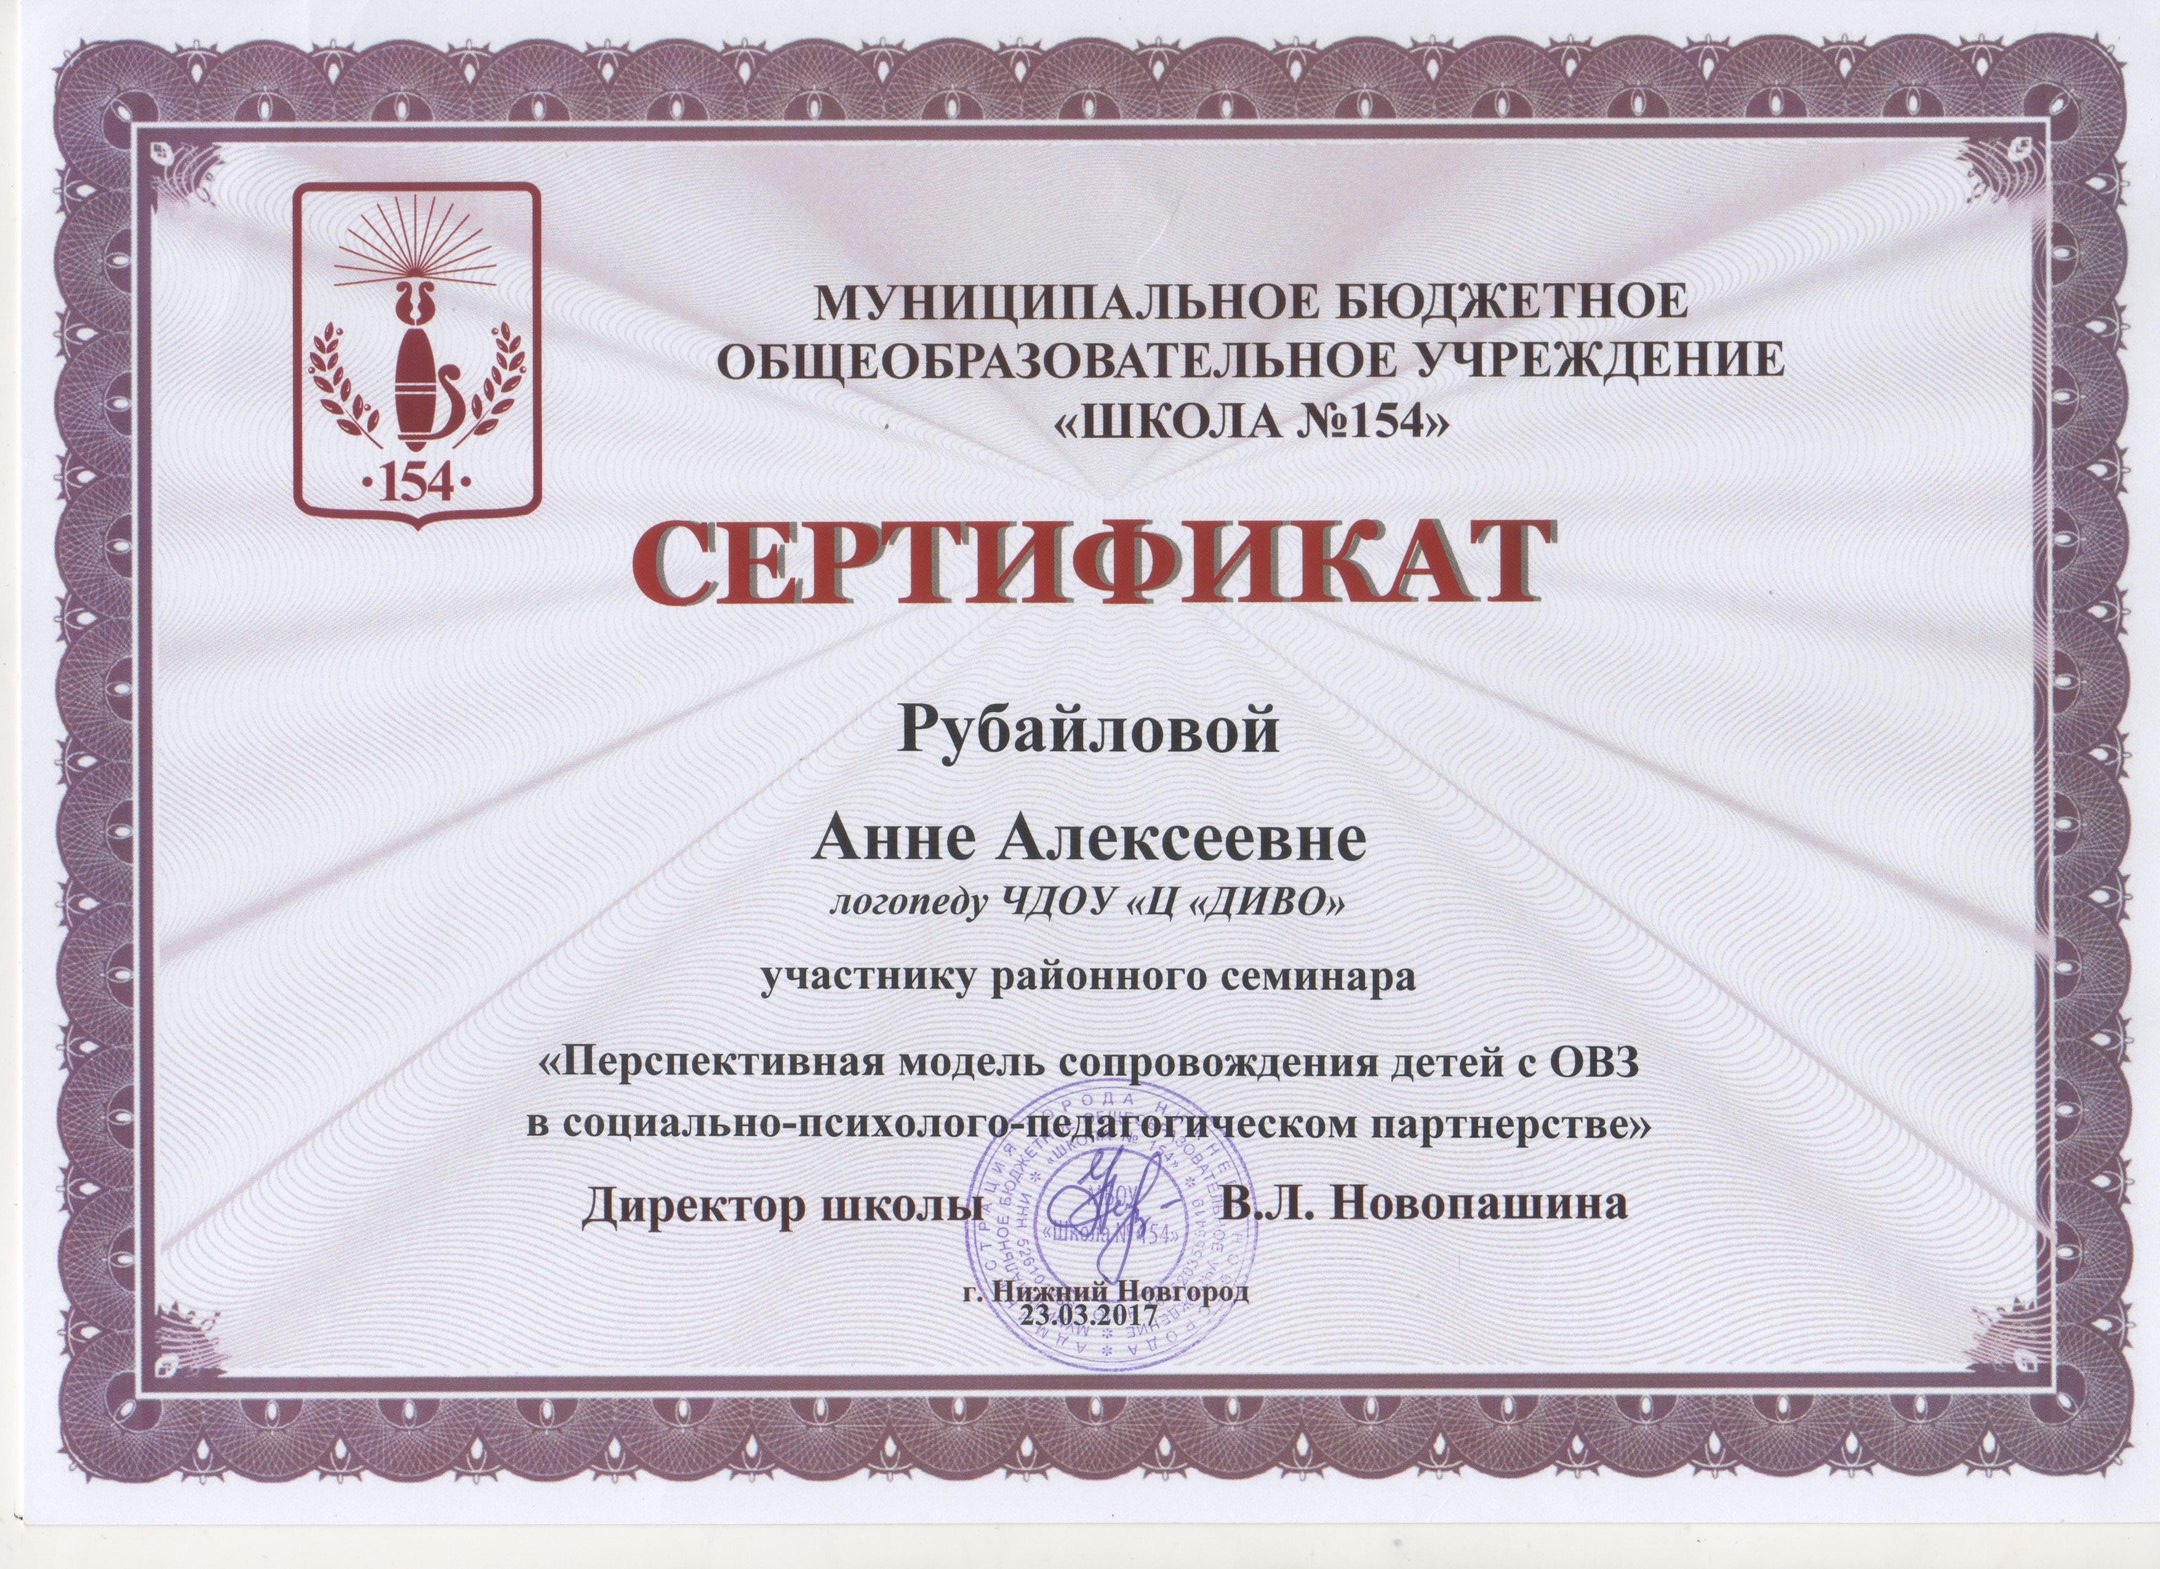 ·154·
МУНИЦИПАЛЬНОЕ БЮДЖЕТНОЕ
ОБЩЕОБРАЗОВАТЕЛЬНОЕ УЧРЕЖДЕНИЕ
«ШКОЛА №154»
СЕРТИФИКАТ
Рубайловой
Анне Алексеевне
логопеду ЧДОУ «Ц «ДИВО»
участнику районного семинара
«Перспективная модель сопровождения детей с ОВЗ
в социально-психолого-педагогическом партнерстве»
Директор школы В.Л. Новопашина
«Школа № 154»
г. Нижний Новгород
23.03.2017